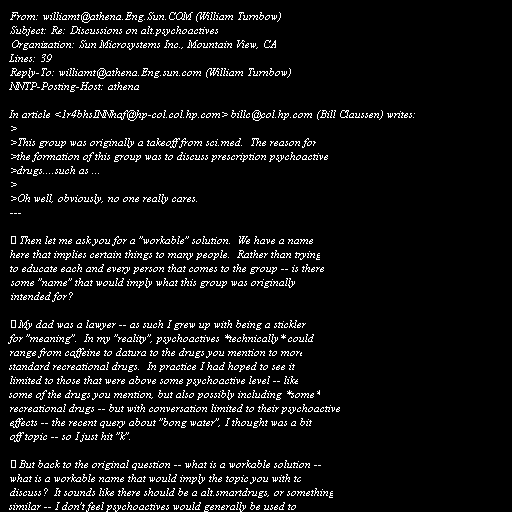 From: williamt@athena.Eng.Sun.COM (William Turnbow)
Subject: Re: Discussions on alt.psychoactives
Organization: Sun Microsystems Inc., Mountain View, CA
Lines: 39
Reply-To: williamt@athena.Eng.sun.com (William Turnbow)
NNTP-Posting-Host: athena

In article <1r4bhsINNhaf@hp-col.col.hp.com> billc@col.hp.com (Bill Claussen) writes:
>
>This group was originally a takeoff from sci.med.  The reason for
>the formation of this group was to discuss prescription psychoactive
>drugs....such as ...
>
>Oh well, obviously, no one really cares.
---

Then let me ask you for a "workable" solution.  We have a name
here that implies certain things to many people.  Rather than trying
to educate each and every person that comes to the group -- is there
some "name" that would imply what this group was originally
intended for?

My dad was a lawyer -- as such I grew up with being a stickler
for "meaning".  In my "reality", psychoactives *technically* could
range from caffeine to datura to the drugs you mention to more
standard recreational drugs.  In practice I had hoped to see it
limited to those that were above some psychoactive level -- like
some of the drugs you mention, but also possibly including *some*
recreational drugs -- but with conversation limited to their psychoactive
effects -- the recent query about "bong water", I thought was a bit
off topic -- so I just hit "k".

But back to the original question -- what is a workable solution --
what is a workable name that would imply the topic you with to
discuss?  It sounds like there should be a alt.smartdrugs, or something
similar -- I don't feel psychoactives would generally be used to